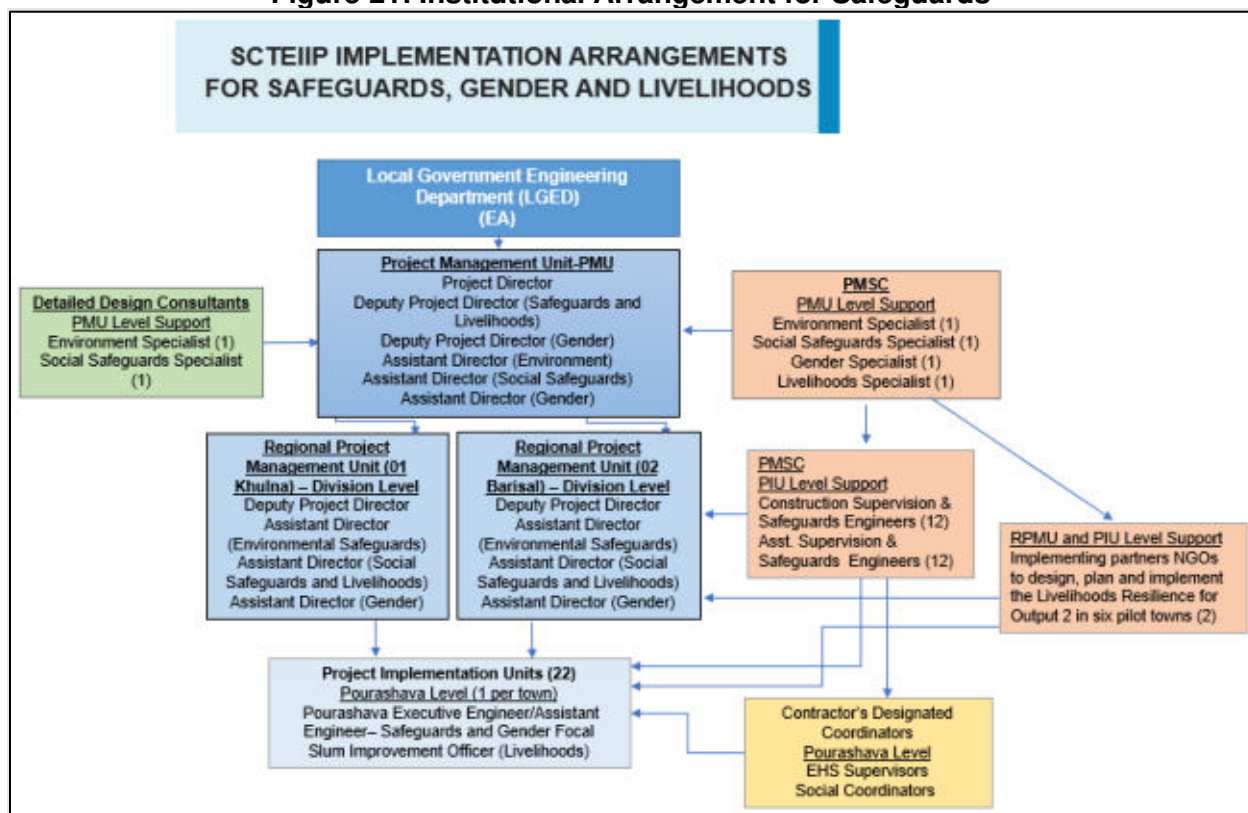 Figure 21: Institutional Arrangement for Safeguards
SCTEIIP IMPLEMENTATION ARRANGEMENTS
FOR SAFEGUARDS, GENDER AND LIVELIHOODS
Local Government Engineering
Department (LGED)
(EA)
Project Management Unit-PMU
Project Director
Deputy Project Director (Safeguards and
Livelihoods)
Deputy Project Director (Gender)
Assistant Director (Environment)
Assistant Director (Social Safeguards)
Assistant Director (Gender)
Detailed Design Consultants
PMU Level Support
Environment Specialist (1)
Social Safeguards Specialist
(1)
PMSC
PMU Level Support
Environment Specialist (1)
Social Safeguards Specialist (1)
Gender Specialist (1)
Livelihoods Specialist (1)
Regional Project
Management Unit (01
Khulna) – Division Level
Deputy Project Director
Assistant Director
(Environmental Safeguards)
Assistant Director (Social
Safeguards and Livelihoods)
Assistant Director (Gender)
Regional Project
Management Unit (02
Barisal) – Division Level
Deputy Project Director
Assistant Director
(Environmental Safeguards)
Assistant Director (Social
Safeguards and Livelihoods)
Assistant Director (Gender)
PMSC
PIU Level Support
Construction Supervision &
Safeguards Engineers (12)
Asst. Supervision &
Safeguards Engineers (12)
RPMU and PIU Level Support
Implementing partners NGOs
to design, plan and implement
the Livelihoods Resilience for
Output 2 in six pilot towns (2)
Project Implementation Units (22)
Pourashava Level (1 per town)
Pourashava Executive Engineer/Assistant
Engineer– Safeguards and Gender Focal
Slum Improvement Officer (Livelihoods)
Contractor's Designated
Coordinators
Pourashava Level
EHS Supervisors
Social Coordinators